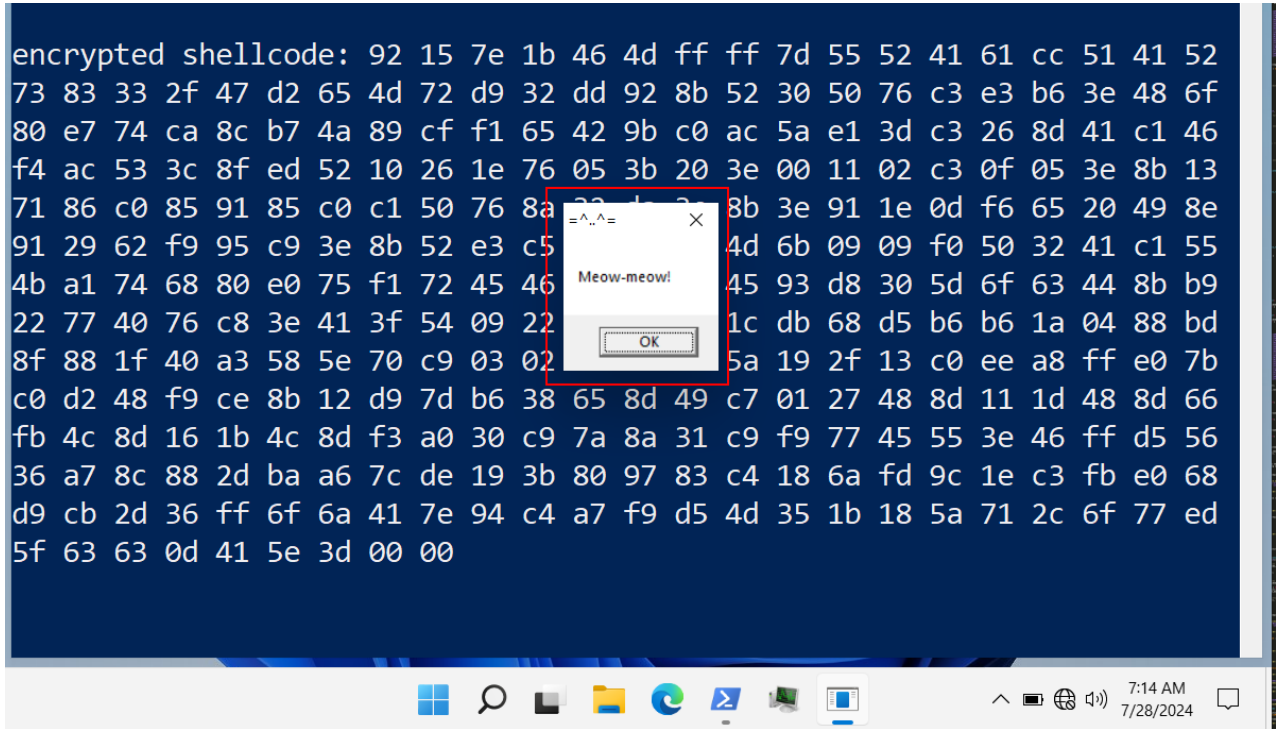 encrypted shellcode: 92 15 7e 1b 46 4d ff ff 7d 55 52 41 61 cc 51 41 52
73 83 33 2f 47 d2 65 4d 72 d9 32 dd 92 8b 52 30 50 76 c3 e3 b6 3e 48 6f
80 e7 74 ca 8c b7 4a 89 cf f1 65 42 9b c0 ac 5a e1 3d c3 26 8d 41 c1 46
f4 ac 53 3c 8f ed 52 10 26 1e 76 05 3b 20 3e 00 11 02 c3 0f 05 3e 8b 13
71 86 c0 85 91 85 c0 c1 50 76 8a 8b 3e 91 1e 0d f6 65 20 49 8e
91 29 62 f9 95 c9 3e 8b 52 e3 c5 4d 6b 09 09 f0 50 32 41 c1 55
4b a1 74 68 80 e0 75 f1 72 45 46 45 93 d8 30 5d 6f 63 44 8b b9
22 77 40 76 c8 3e 41 3f 54 09 22 1c db 68 d5 b6 b6 1a 04 88 bd
8f 88 1f 40 a3 58 5e 70 c9 03 02 5a 19 2f 13 c0 ee a8 ff e0 7b
c0 d2 48 f9 ce 8b 12 d9 7d b6 38 65 8d 49 c7 01 27 48 8d 11 1d 48 8d 66
fb 4c 8d 16 1b 4c 8d f3 a0 30 c9 7a 8a 31 c9 f9 77 45 55 3e 46 ff d5 56
36 a7 8c 88 2d ba a6 7c de 19 3b 80 97 83 c4 18 6a fd 9c 1e c3 fb e0 68
d9 cb 2d 36 ff 6f 6a 41 7e 94 c4 a7 f9 d5 4d 35 1b 18 5a 71 2c 6f 77 ed
5f 63 63 0d 41 5e 3d 00 00
=^..^=
Meow-meow!
OK
7:14 AM
7/28/2024